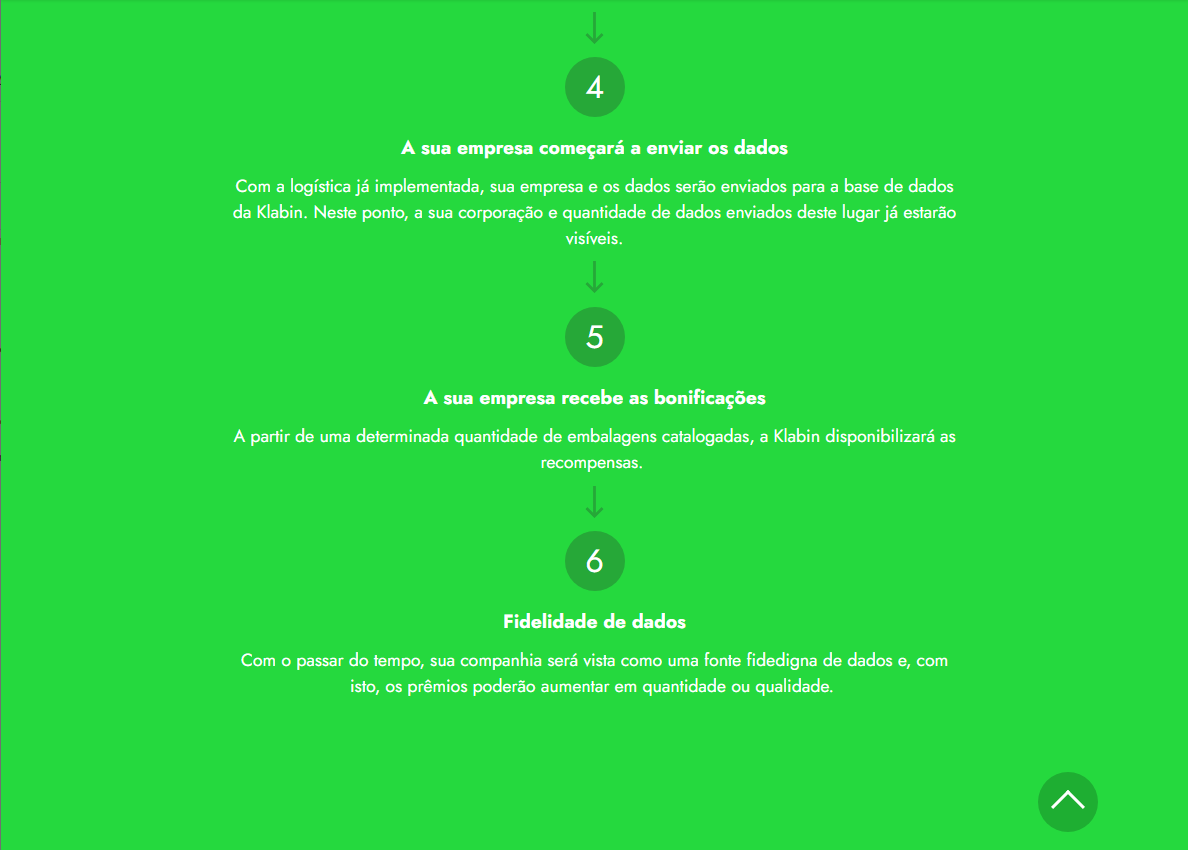 4
A sua empresa começará a enviar os dados
Com a logística já implementada, sua empresa e os dados serão enviados para a base de dados
da Klabin. Neste ponto, a sua corporação e quantidade de dados enviados deste lugar já estarão
visíveis.
5
A sua empresa recebe as bonificações
A partir de uma determinada quantidade de embalagens catalogadas, a Klabin disponibilizará as
recompensas.
6
Fidelidade de dados
Com o passar do tempo, sua companhia será vista como uma fonte fidedigna de dados e, com
isto, os prêmios poderão aumentar em quantidade ou qualidade.